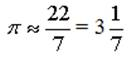 π ≈ 22/7 = 3 1/7